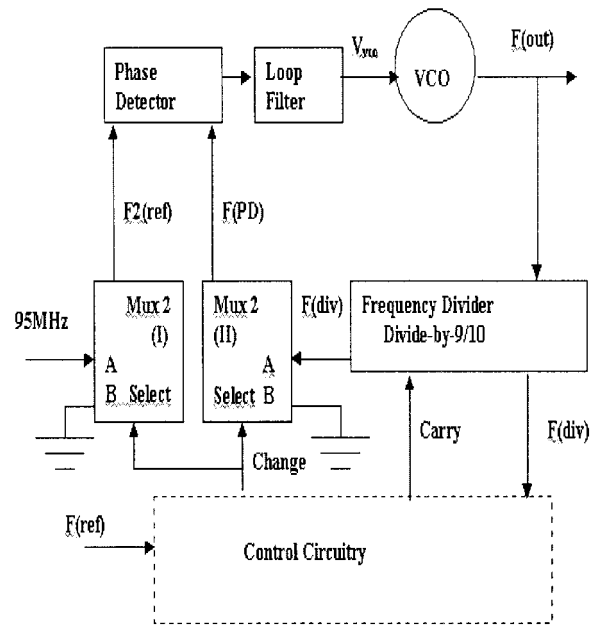 F(out)
V_vco
Phase
Detector
Loop
Filter
VCO
F2(ref)
F(PD)
95MHz
Mux 2
(I)
A
B Select
Mux 2
(II)
A
Select B
F(div)
Frequency Divider
Divide-by-9/10
Change
Carry
F(div)
F(ref)
Control Circuitry